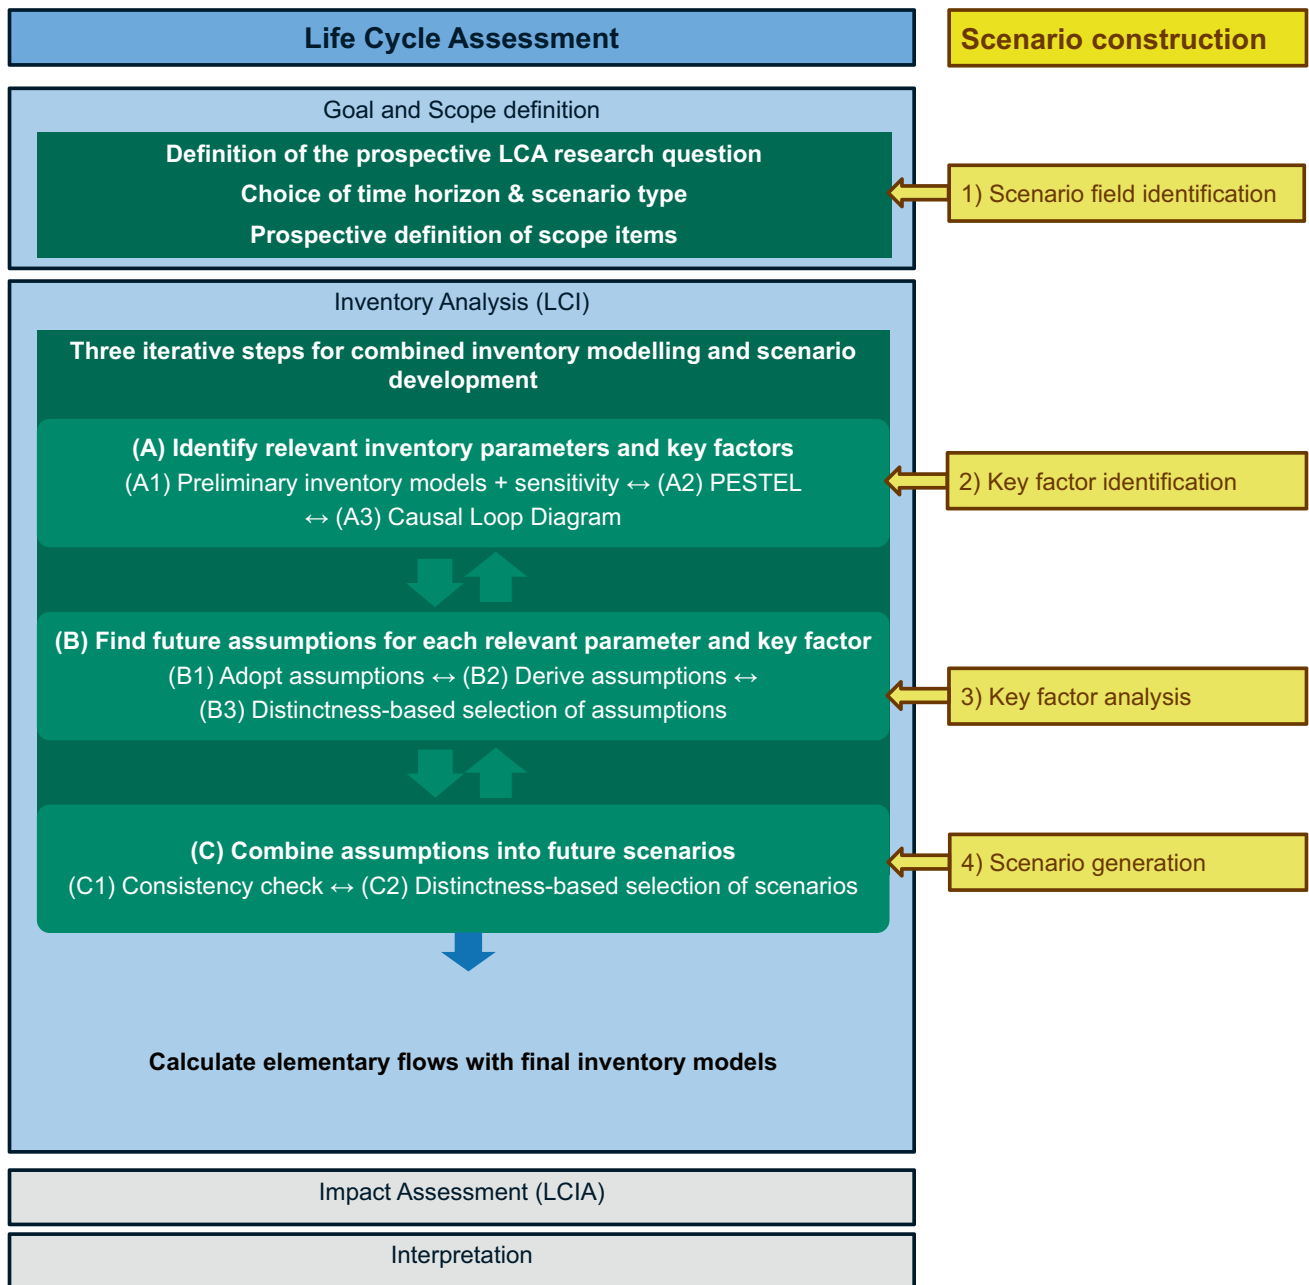 Life Cycle Assessment
Scenario construction
Goal and Scope definition
Definition of the prospective LCA research question
Choice of time horizon & scenario type
Prospective definition of scope items
1) Scenario field identification
Inventory Analysis (LCI)
Three iterative steps for combined inventory modelling and scenario
development
(A) Identify relevant inventory parameters and key factors
(A1) Preliminary inventory models + sensitivity ↔ (A2) PESTEL
↔ (A3) Causal Loop Diagram
2) Key factor identification
(B) Find future assumptions for each relevant parameter and key factor
(B1) Adopt assumptions ↔ (B2) Derive assumptions ↔
(B3) Distinctness-based selection of assumptions
3) Key factor analysis
(C) Combine assumptions into future scenarios
(C1) Consistency check ↔ (C2) Distinctness-based selection of scenarios
4) Scenario generation
Calculate elementary flows with final inventory models
Impact Assessment (LCIA)
Interpretation